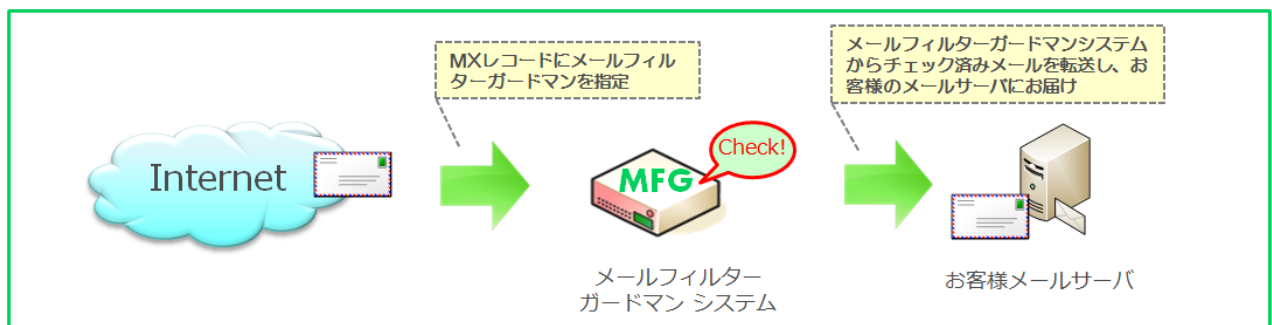 MXレコードにメールフィル
ターガードマンを指定
メールフィルターガードマンシステム
からチェック済みメールを転送し、お
客様のメールサーバにお届け
Internet
MFG
Check!
メールフィルター
ガードマン システム
お客様メールサーバ